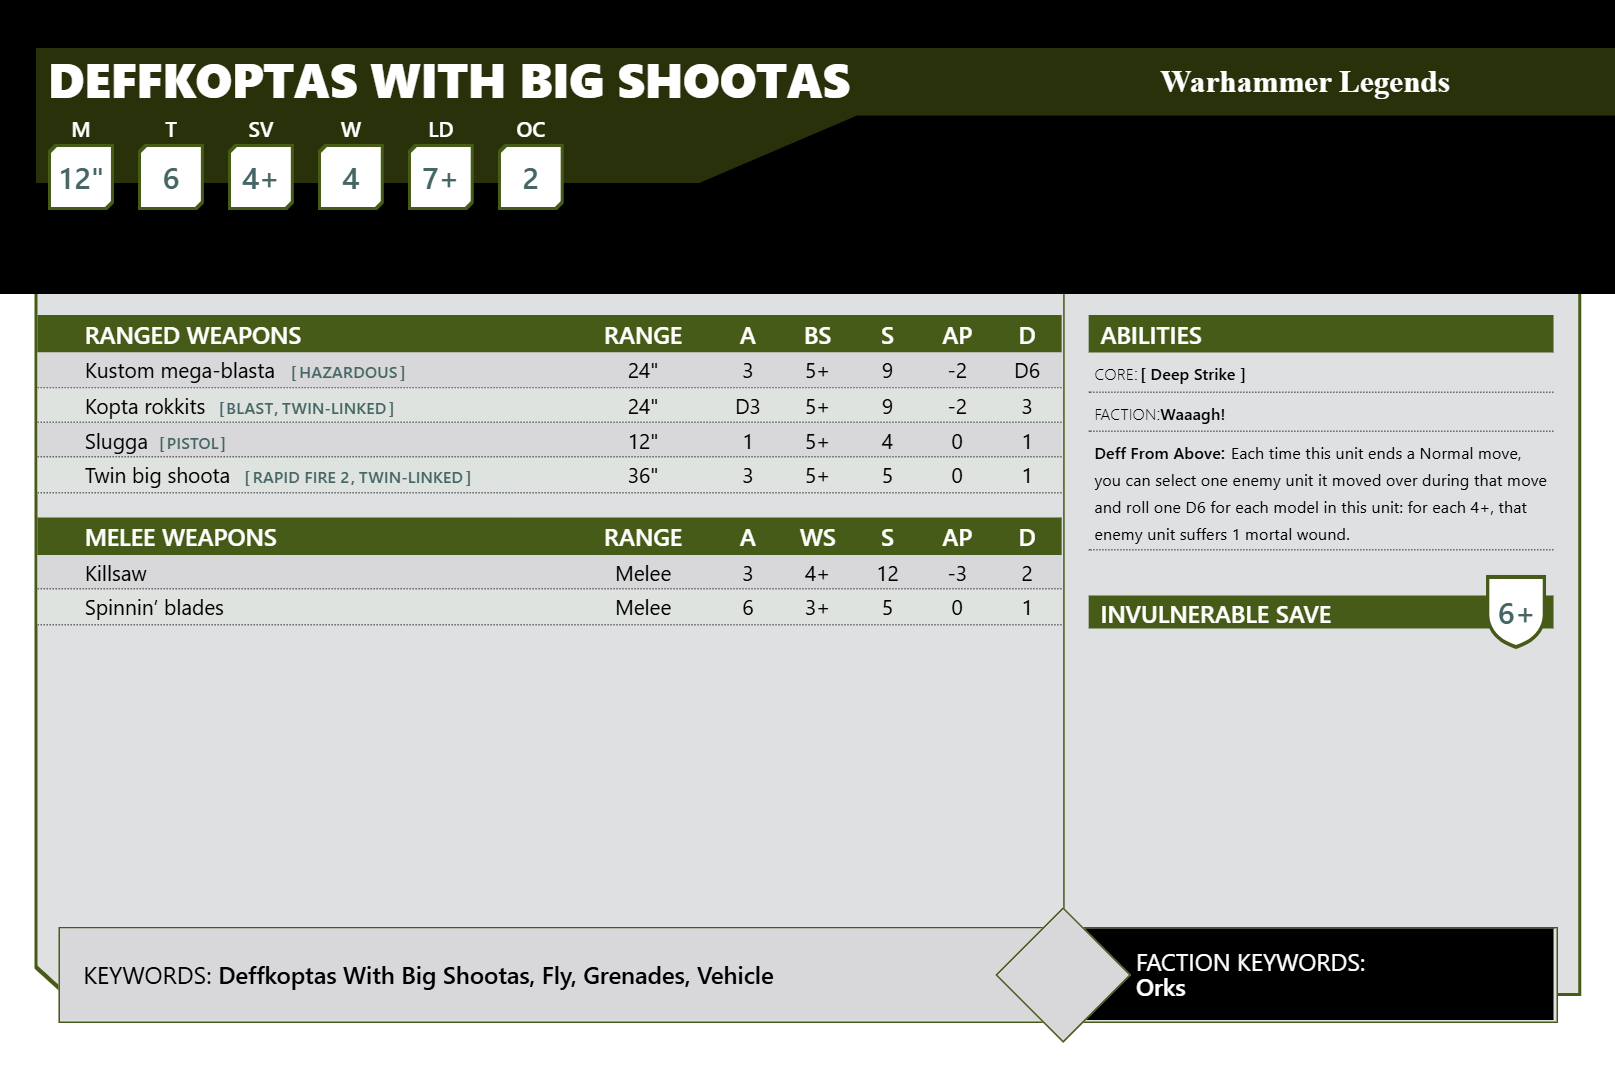 DEFFKOPTAS WITH BIG SHOOTAS
Warhammer Legends
M T SV W LD OC
12" 6 4+ 4 7+ 2
RANGED WEAPONS RANGE A BS S AP D
Kustom mega-blasta [HAZARDOUS] 24" 3 5+ 9 -2 D6
Kopta rokkits [BLAST, TWIN-LINKED] 24" D3 5+ 9 -2 3
Slugga [PISTOL] 12" 1 5+ 4 0 1
Twin big shoota [RAPID FIRE 2, TWIN-LINKED] 36" 3 5+ 5 0 1
MELEE WEAPONS RANGE A WS S AP D
Killsaw Melee 3 4+ 12 -3 2
Spinnin’ blades Melee 6 3+ 5 0 1
ABILITIES
CORE: [ Deep Strike ]
FACTION:Waaagh!
Deff From Above: Each time this unit ends a Normal move,
you can select one enemy unit it moved over during that move
and roll one D6 for each model in this unit: for each 4+, that
enemy unit suffers 1 mortal wound.
INVULNERABLE SAVE 6+
KEYWORDS: Deffkoptas With Big Shootas, Fly, Grenades, Vehicle
FACTION KEYWORDS:
Orks